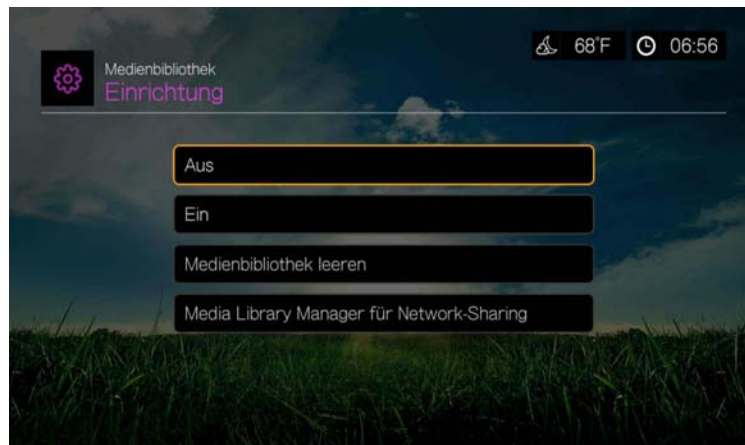 68°F 06:56
Medienbibliothek
Einrichtung
Aus
Ein
Medienbibliothek leeren
Media Library Manager für Network-Sharing